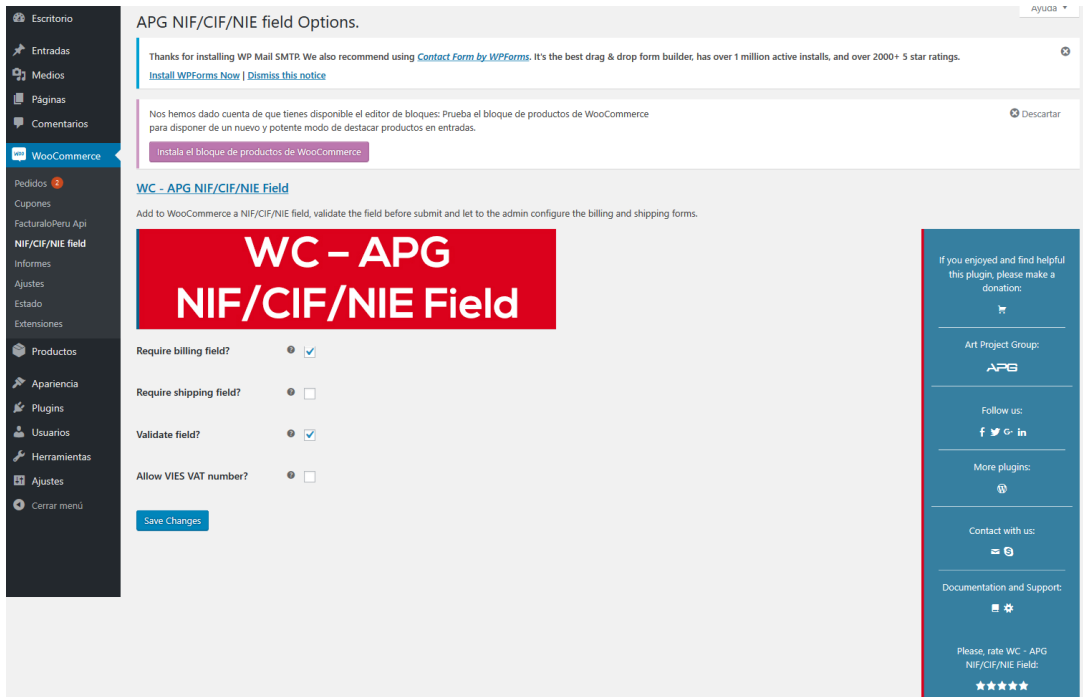 Ayuda
Escritorio
Entradas
Medios
Páginas
Comentarios
WooCommerce
Pedidos 2
Cupones
FacturaloPeru Api
NIF/CIF/NIE field
Informes
Ajustes
Estado
Extensiones
Productos
Apariencia
Plugins
Usuarios
Herramientas
Ajustes
Cerrar menú
APG NIF/CIF/NIE field Options.
Thanks for installing WP Mail SMTP. We also recommend using Contact Form by WPForms. It's the best drag & drop form builder, has over 1 million active installs, and over 2000+ 5 star ratings.
Install WPForms Now | Dismiss this notice
Nos hemos dado cuenta de que tienes disponible el editor de bloques: Prueba el bloque de productos de WooCommerce
para disponer de un nuevo y potente modo de destacar productos en entradas.
Descartar
Instala el bloque de productos de WooCommerce
WC - APG NIF/CIF/NIE Field
Add to WooCommerce a NIF/CIF/NIE field, validate the field before submit and let to the admin configure the billing and shipping forms.
WC – APG
NIF/CIF/NIE Field
Require billing field?
Require shipping field?
Validate field?
Allow VIES VAT number?
Save Changes
If you enjoyed and find helpful
this plugin, please make a
donation:
Art Project Group:
APG
Follow us:
More plugins:
Contact with us:
Documentation and Support:
Please, rate WC - APG
NIF/CIF/NIE Field: